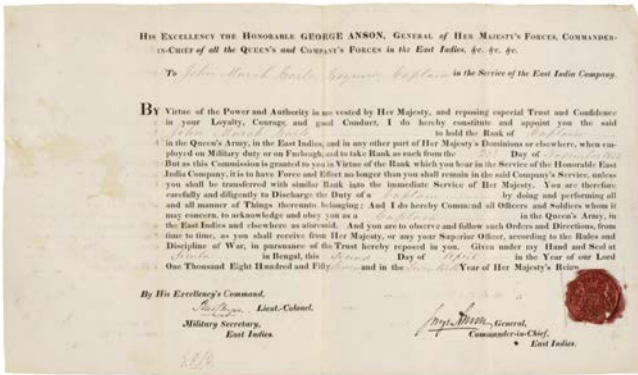 HIS EXCELLENCY THE HONORABLE GEORGE ANSON, GENERAL OF HER MAJESTY'S FORCES, COMMANDER-
IN-CHIEF of all the QUEEN'S and COMPANY'S FORCES in the EAST INDIES, &c. &c. &c.
To John Marsh Captain in the Service of the East India Company.
BY Virtue of the Power and Authority in me vested by Her Majesty, and reposing especial Trust and Confidence
in your Loyalty, Courage, and good Conduct, I do hereby constitute and appoint you the said
John Marsh to hold the Rank of Captain
in the Queen's Army, in the East Indies, and in any other part of Her Majesty's Dominions or elsewhere, when em-
ployed on Military duty or on Furlough, and to take Rank as such from the Day of November
But as this Commission is granted to you in Virtue of the Rank which you bear in the Service of the Honorable East
India Company, it is to have Force and Effect no longer than you shall remain in the said Company's Service, unless
you shall be transferred with similar Rank into the immediate Service of Her Majesty. You are therefore
carefully and diligently to Discharge the Duty of a Captain by doing and performing all
and all manner of Things thereunto belonging; And I do hereby Command all Officers and Soldiers whom it
may concern, to acknowledge and obey you as a Captain in the Queen's Army, in
the East Indies and elsewhere as aforesaid. And you are to observe and follow such Orders and Directions, from
time to time, as you shall receive from Her Majesty, or any your Superior Officer, according to the Rules and
Discipline of War, in pursuance of the Trust hereby reposed in you. Given under my Hand and Seal at
Simla in Bengal, this Second Day of April in the Year of our Lord
One Thousand Eight Hundred and Fifty and in the Year of Her Majesty's Reign.
By His Excellency's Command,
Lieut.-Colonel.
Military Secretary,
East Indies.
George Anson, General,
Commander-in-Chief,
East Indies.